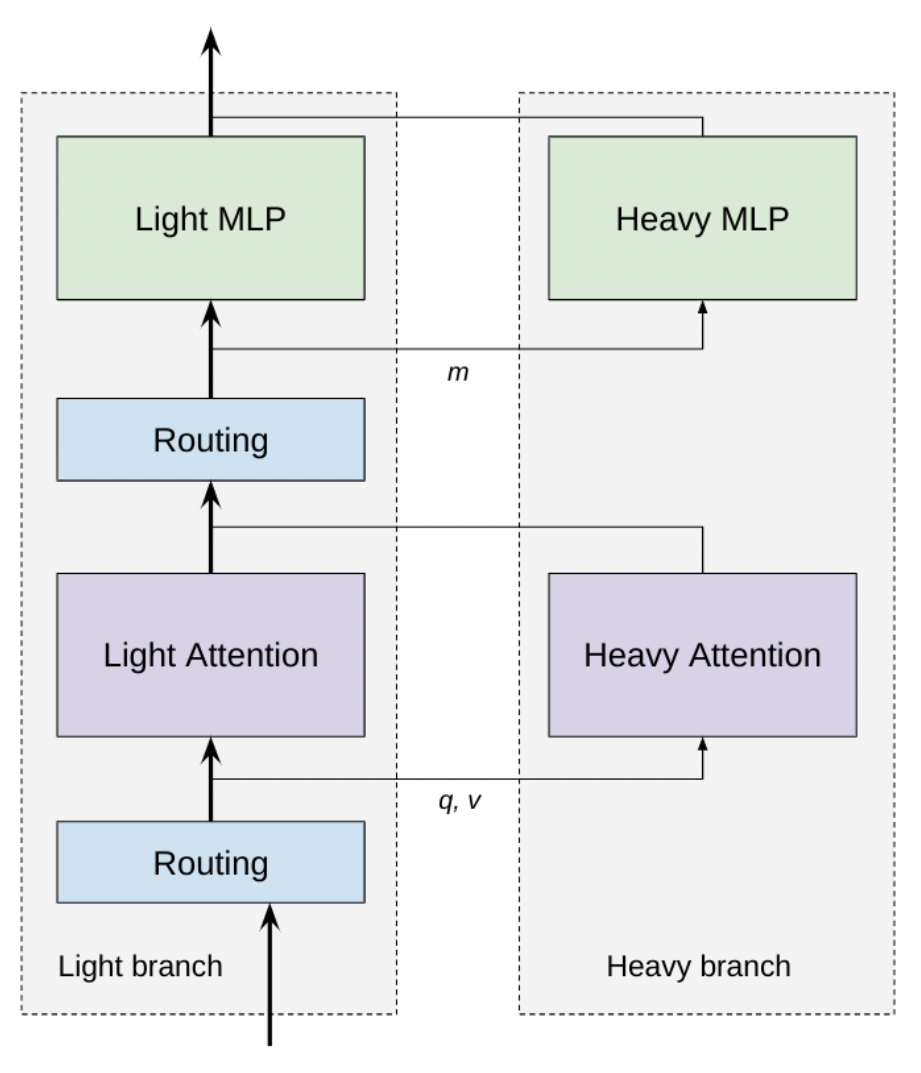 Light MLP
Heavy MLP
m
Routing
Light Attention
Heavy Attention
q, v
Routing
Light branch
Heavy branch